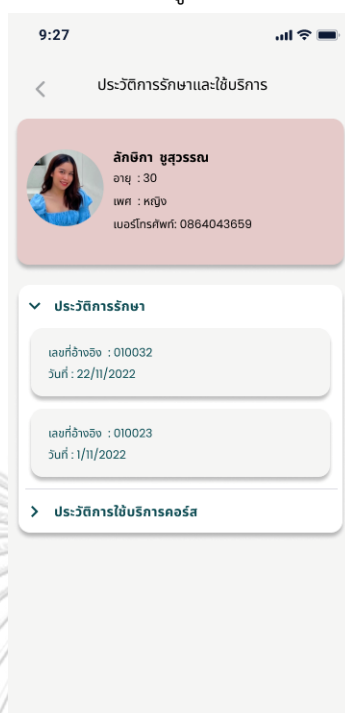 9:27
ประวัติการรักษาและใช้บริการ
ลักษิกา ชูสุวรรณ
อายุ : 30
เพศ : หญิง
เบอร์โทรศัพท์: 0864043659
ประวัติการรักษา
เลขที่อ้างอิง : 010032
วันที่ : 22/11/2022
เลขที่อ้างอิง : 010023
วันที่ : 1/11/2022
ประวัติการใช้บริการคอร์ส